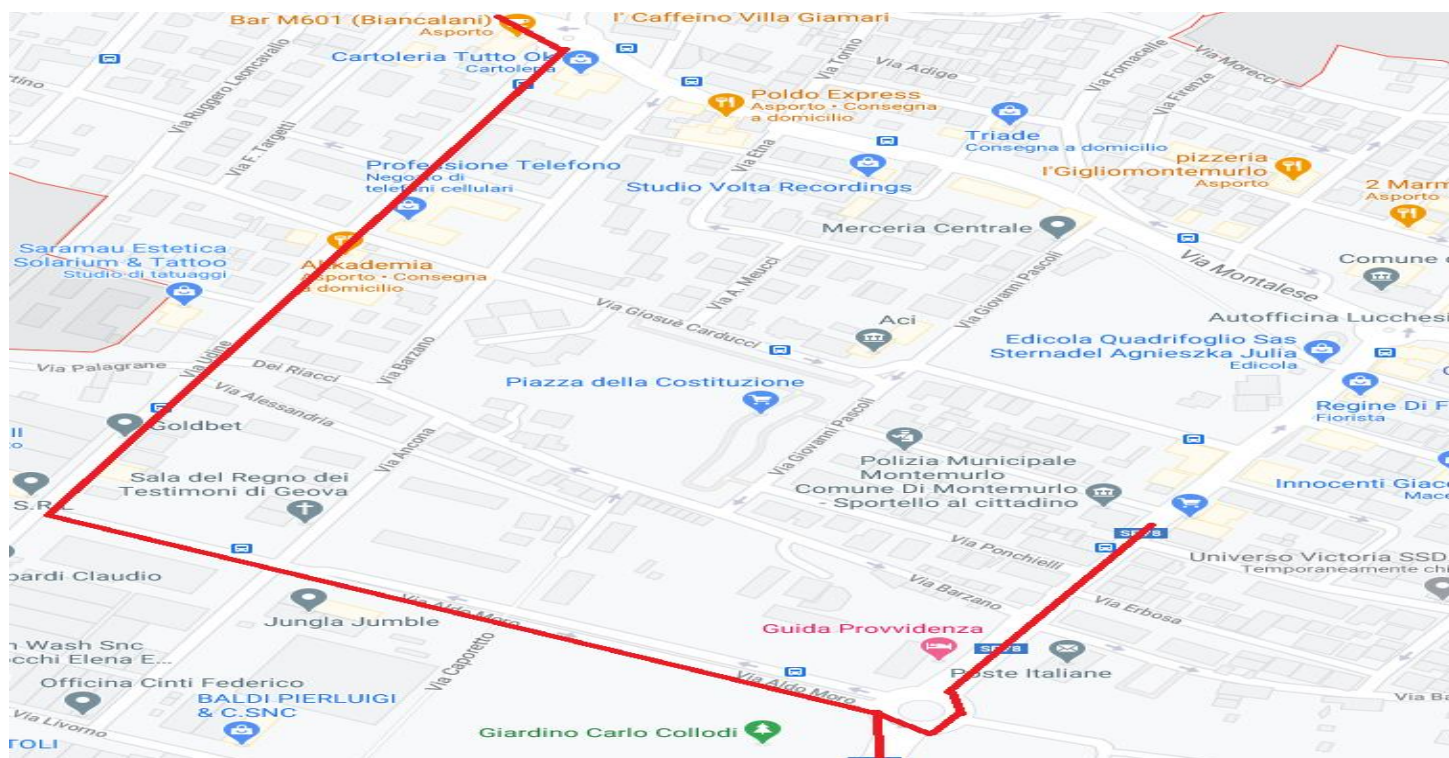 Bar M601 (Biancalani)
Asporto
l' Caffeino Villa Giamari
Cartoleria Tutto Ok
Cartoleria
Via Ruggero Leoncavallo
Via Torino
Via Adige
Via Fornacelle
Via Morecci
Via Firenze
Poldo Express
Asporto • Consegna
a domicilio
Triade
Consegna a domicilio
Via F. Targetti
Via Etna
Professione Telefono
Negozio di
telefoni cellulari
Studio Volta Recordings
pizzeria
l'Gigliomontemurlo
Asporto
2 Marm
Asporto
Merceria Centrale
Saramau Estetica
Solarium & Tattoo
Studio di tatuaggi
Akkademia
Asporto • Consegna
a domicilio
Via A. Meucci
Via Giovanni Pascoli
Via Montalese
Comune
Via Giosuè Carducci
Aci
Autofficina Lucchesi
Edicola Quadrifoglio Sas
Sternadel Agnieszka Julia
Edicola
Via Palagrane
Via Udine
Dei Riacci
Via Barzano
Piazza della Costituzione
Via Alessandria
Regine Di F
Fiorista
Goldbet
Via Ancona
Via Giovanni Pascoli
Polizia Municipale
Montemurlo
Comune Di Montemurlo
- Sportello al cittadino
Sala del Regno dei
Testimoni di Geova
Innocenti Giac
Mace
Via Ponchielli
Universo Victoria SSD
Temporaneamente chi
pardi Claudio
Via Barzano
Via Erbosa
Via Aldo Moro
Jungla Jumble
Guida Provvidenza
Poste Italiane
n Wash Snc
occhi Elena E...
Via Caporetto
Officina Cinti Federico
Via Aldo Moro
BALDI PIERLUIGI
& C.SNC
Via Livorno
Giardino Carlo Collodi
TOLI